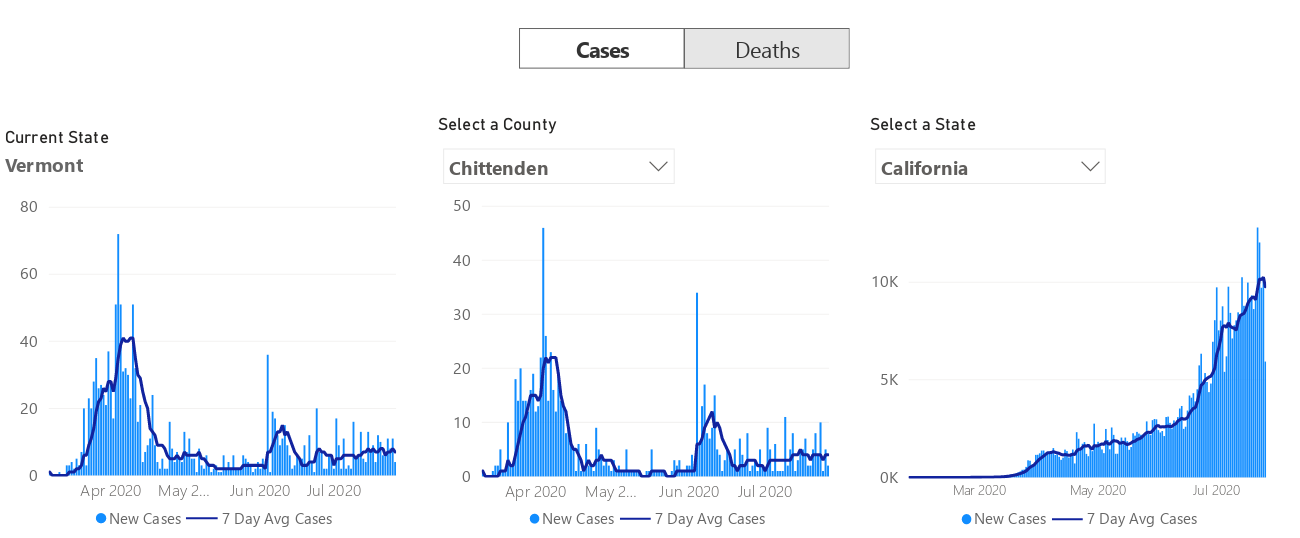 Cases
Deaths
Current State
Vermont
80
60
40
20
0
Apr 2020
May 2...
Jun 2020
Jul 2020
New Cases
7 Day Avg Cases
Select a County
Chittenden
50
40
30
20
10
0
Apr 2020
May 2...
Jun 2020
Jul 2020
New Cases
7 Day Avg Cases
Select a State
California
10K
5K
0K
Mar 2020
May 2020
Jul 2020
New Cases
7 Day Avg Cases